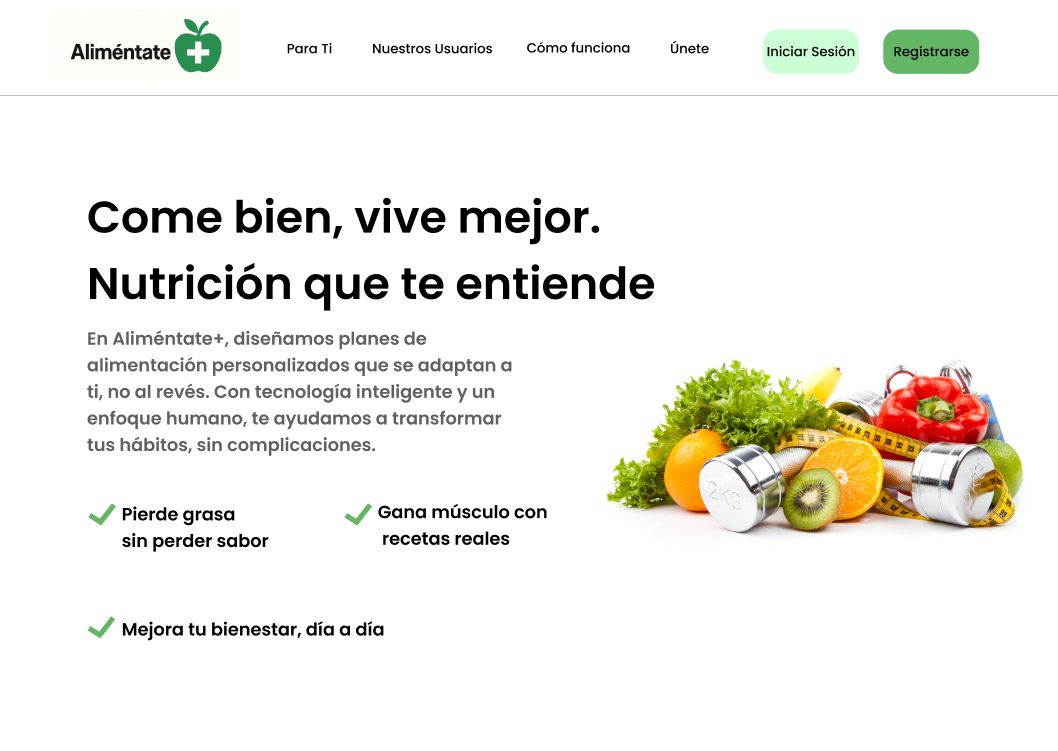 Aliméntate
Para Ti
Nuestros Usuarios
Cómo funciona
Únete
Iniciar Sesión
Registrarse
Come bien, vive mejor.
Nutrición que te entiende
En Aliméntate+, diseñamos planes de
alimentación personalizados que se adaptan a
ti, no al revés. Con tecnología inteligente y un
enfoque humano, te ayudamos a transformar
tus hábitos, sin complicaciones.
Pierde grasa
sin perder sabor
Gana músculo con
recetas reales
Mejora tu bienestar, día a día
2KG